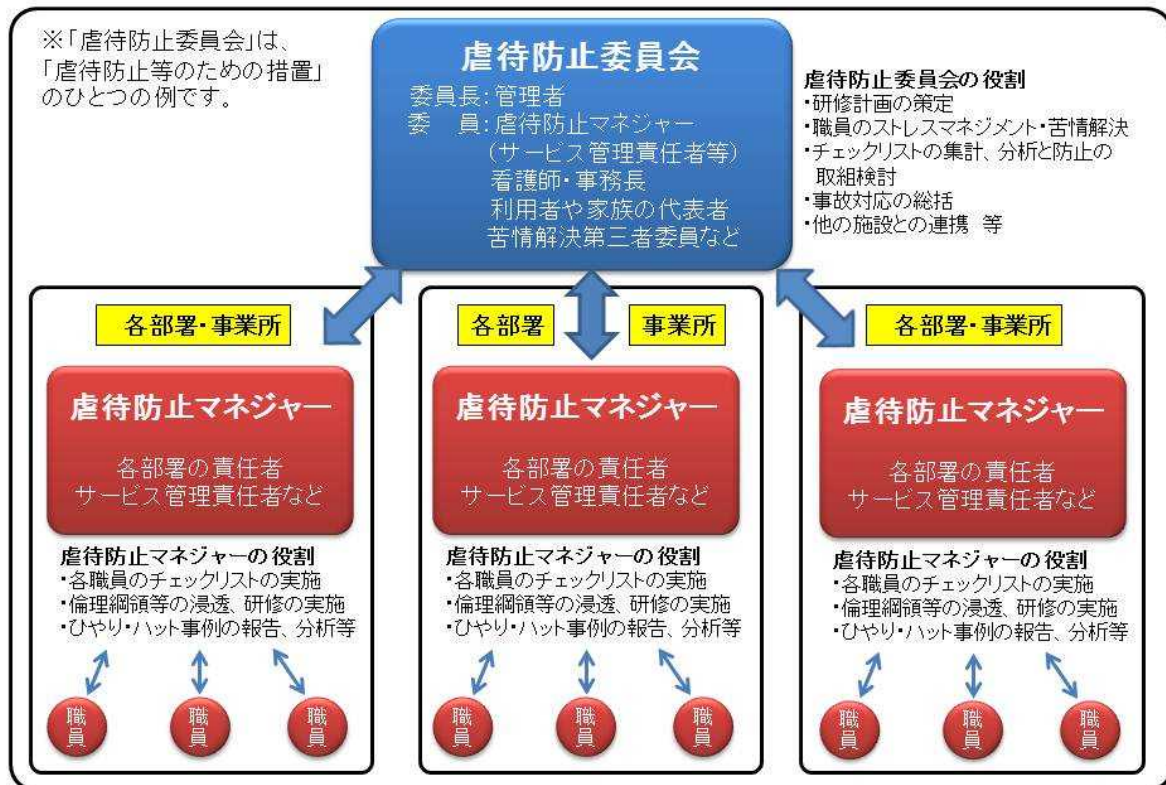 ※「虐待防止委員会」は、
「虐待防止等のための措置」
のひとつの例です。
虐待防止委員会
委員長:管理者
委　員:虐待防止マネジャー
(サービス管理責任者等)
看護師・事務長
利用者や家族の代表者
苦情解決第三者委員など
虐待防止委員会の役割
・研修計画の策定
・職員のストレスマネジメント・苦情解決
・チェックリストの集計、分析と防止の
取組検討
・事故対応の総括
・他の施設との連携 等
各部署・事業所
虐待防止マネジャー
各部署の責任者
サービス管理責任者など
虐待防止マネジャーの役割
・各職員のチェックリストの実施
・倫理綱領等の浸透、研修の実施
・ひやり・ハット事例の報告、分析等
職員
職員
職員
各部署
事業所
虐待防止マネジャー
各部署の責任者
サービス管理責任者など
虐待防止マネジャーの役割
・各職員のチェックリストの実施
・倫理綱領等の浸透、研修の実施
・ひやり・ハット事例の報告、分析等
職員
職員
職員
各部署・事業所
虐待防止マネジャー
各部署の責任者
サービス管理責任者など
虐待防止マネジャーの役割
・各職員のチェックリストの実施
・倫理綱領等の浸透、研修の実施
・ひやり・ハット事例の報告、分析等
職員
職員
職員